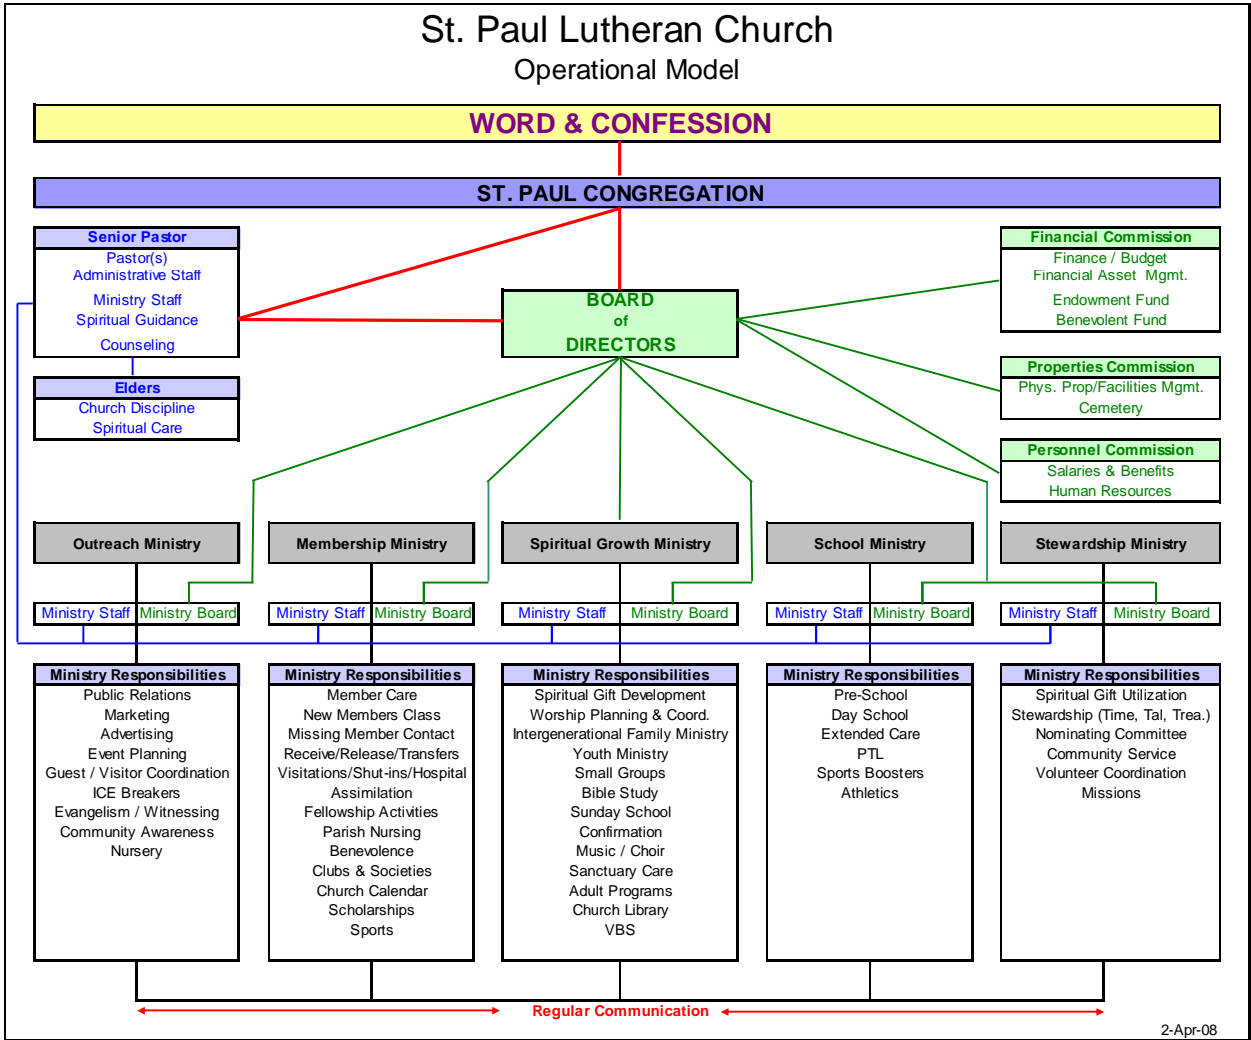 St. Paul Lutheran Church
Operational Model
WORD & CONFESSION
ST. PAUL CONGREGATION
Senior Pastor
Pastor(s)
Administrative Staff
Ministry Staff
Spiritual Guidance
Counseling
Elders
Church Discipline
Spiritual Care
BOARD
of
DIRECTORS
Financial Commission
Finance / Budget
Financial Asset Mgmt.
Endowment Fund
Benevolent Fund
Properties Commission
Phys. Prop/Facilities Mgmt.
Cemetery
Personnel Commission
Salaries & Benefits
Human Resources
Outreach Ministry
Ministry Staff Ministry Board
Ministry Responsibilities
Public Relations
Marketing
Advertising
Event Planning
Guest / Visitor Coordination
ICE Breakers
Evangelism / Witnessing
Community Awareness
Nursery
Membership Ministry
Ministry Staff Ministry Board
Ministry Responsibilities
Member Care
New Members Class
Missing Member Contact
Receive/Release/Transfers
Visitations/Shut-ins/Hospital
Assimilation
Fellowship Activities
Parish Nursing
Benevolence
Clubs & Societies
Church Calendar
Scholarships
Sports
Spiritual Growth Ministry
Ministry Staff Ministry Board
Ministry Responsibilities
Spiritual Gift Development
Worship Planning & Coord.
Intergenerational Family Ministry
Youth Ministry
Small Groups
Bible Study
Sunday School
Confirmation
Music / Choir
Sanctuary Care
Adult Programs
Church Library
VBS
School Ministry
Ministry Staff Ministry Board
Ministry Responsibilities
Pre-School
Day School
Extended Care
PTL
Sports Boosters
Athletics
Stewardship Ministry
Ministry Staff Ministry Board
Ministry Responsibilities
Spiritual Gift Utilization
Stewardship (Time, Tal, Trea.)
Nominating Committee
Community Service
Volunteer Coordination
Missions
Regular Communication
2-Apr-08